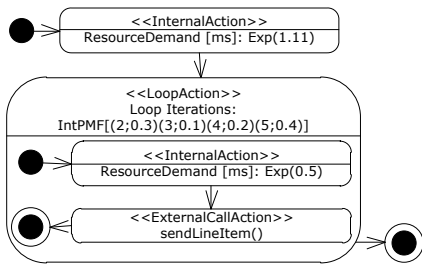 <<InternalAction>>
ResourceDemand [ms]: Exp(1.11)
<<LoopAction>>
Loop Iterations:
IntPMF[(2;0.3)(3;0.1)(4;0.2)(5;0.4)]
<<InternalAction>>
ResourceDemand [ms]: Exp(0.5)
<<ExternalCallAction>>
sendLineItem()